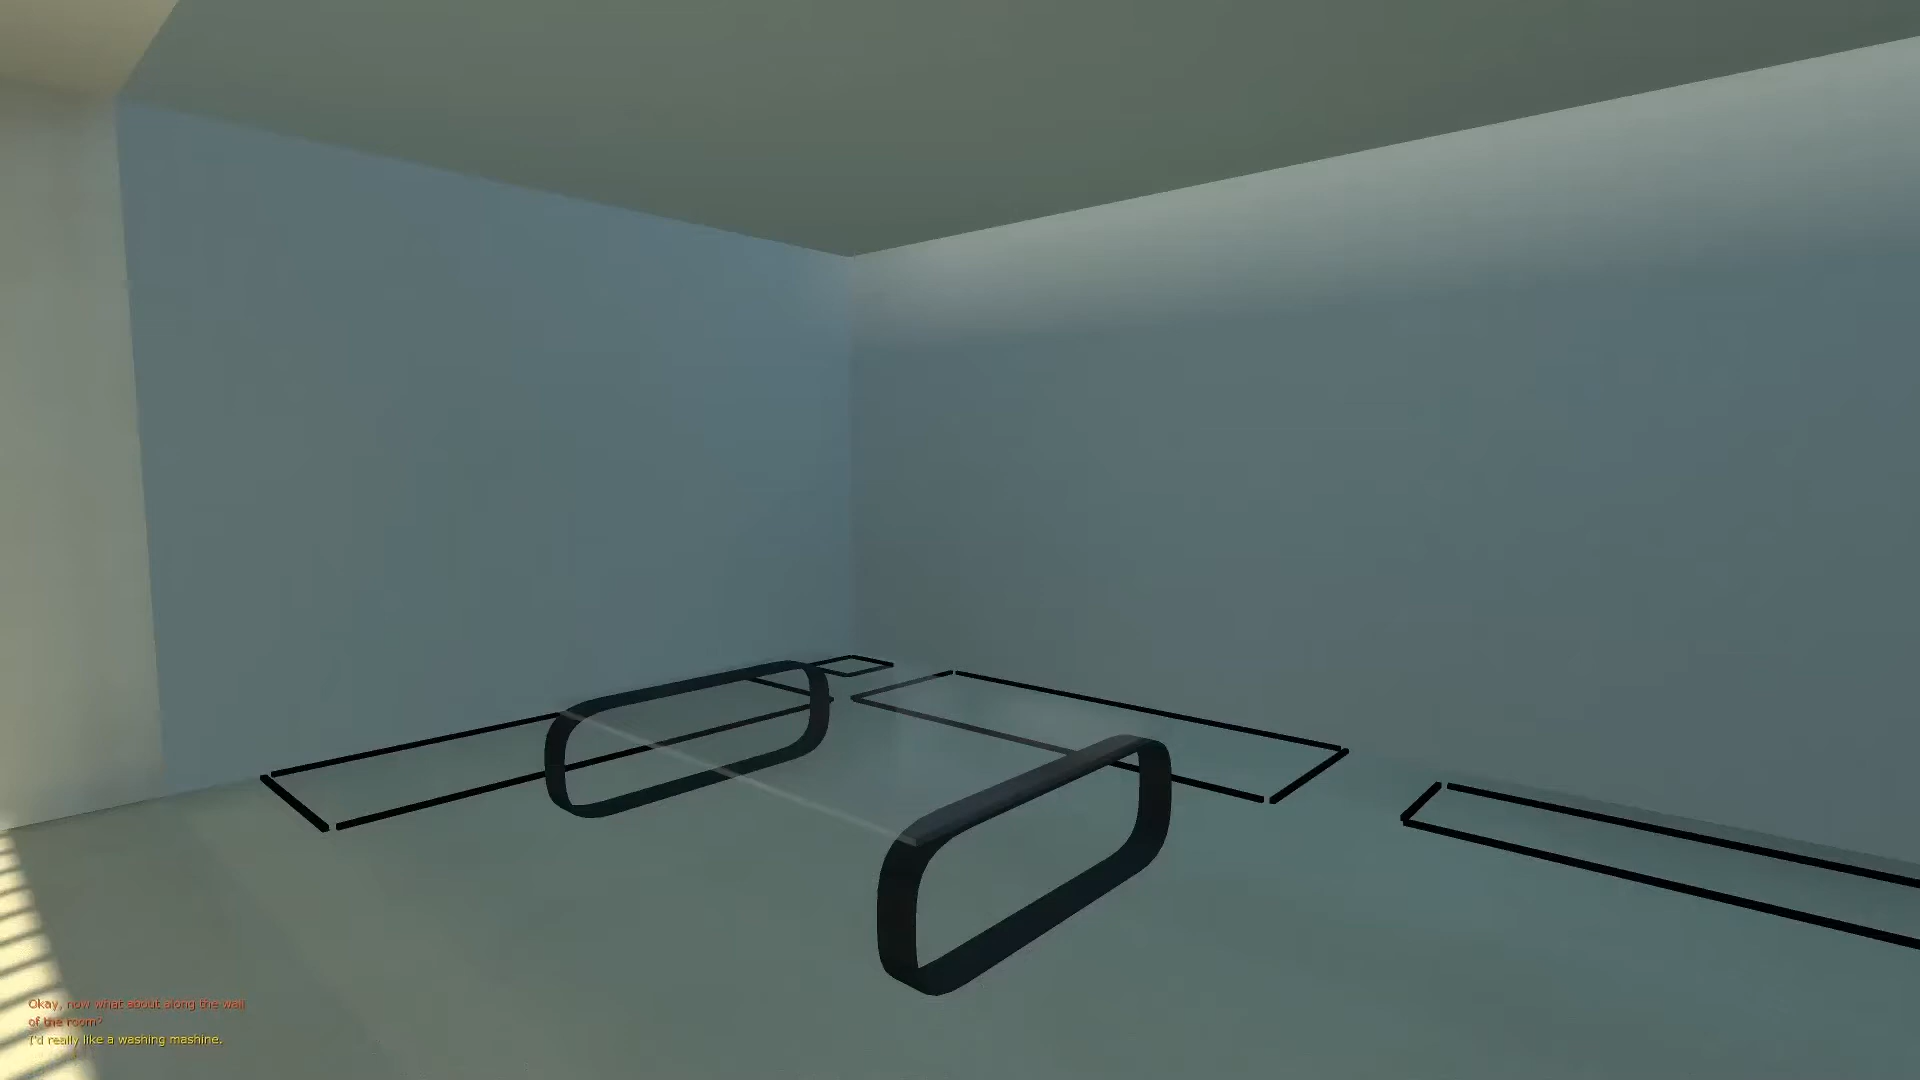 Okay, now what about along the wall
of the room?
I'd really like a washing mashine.